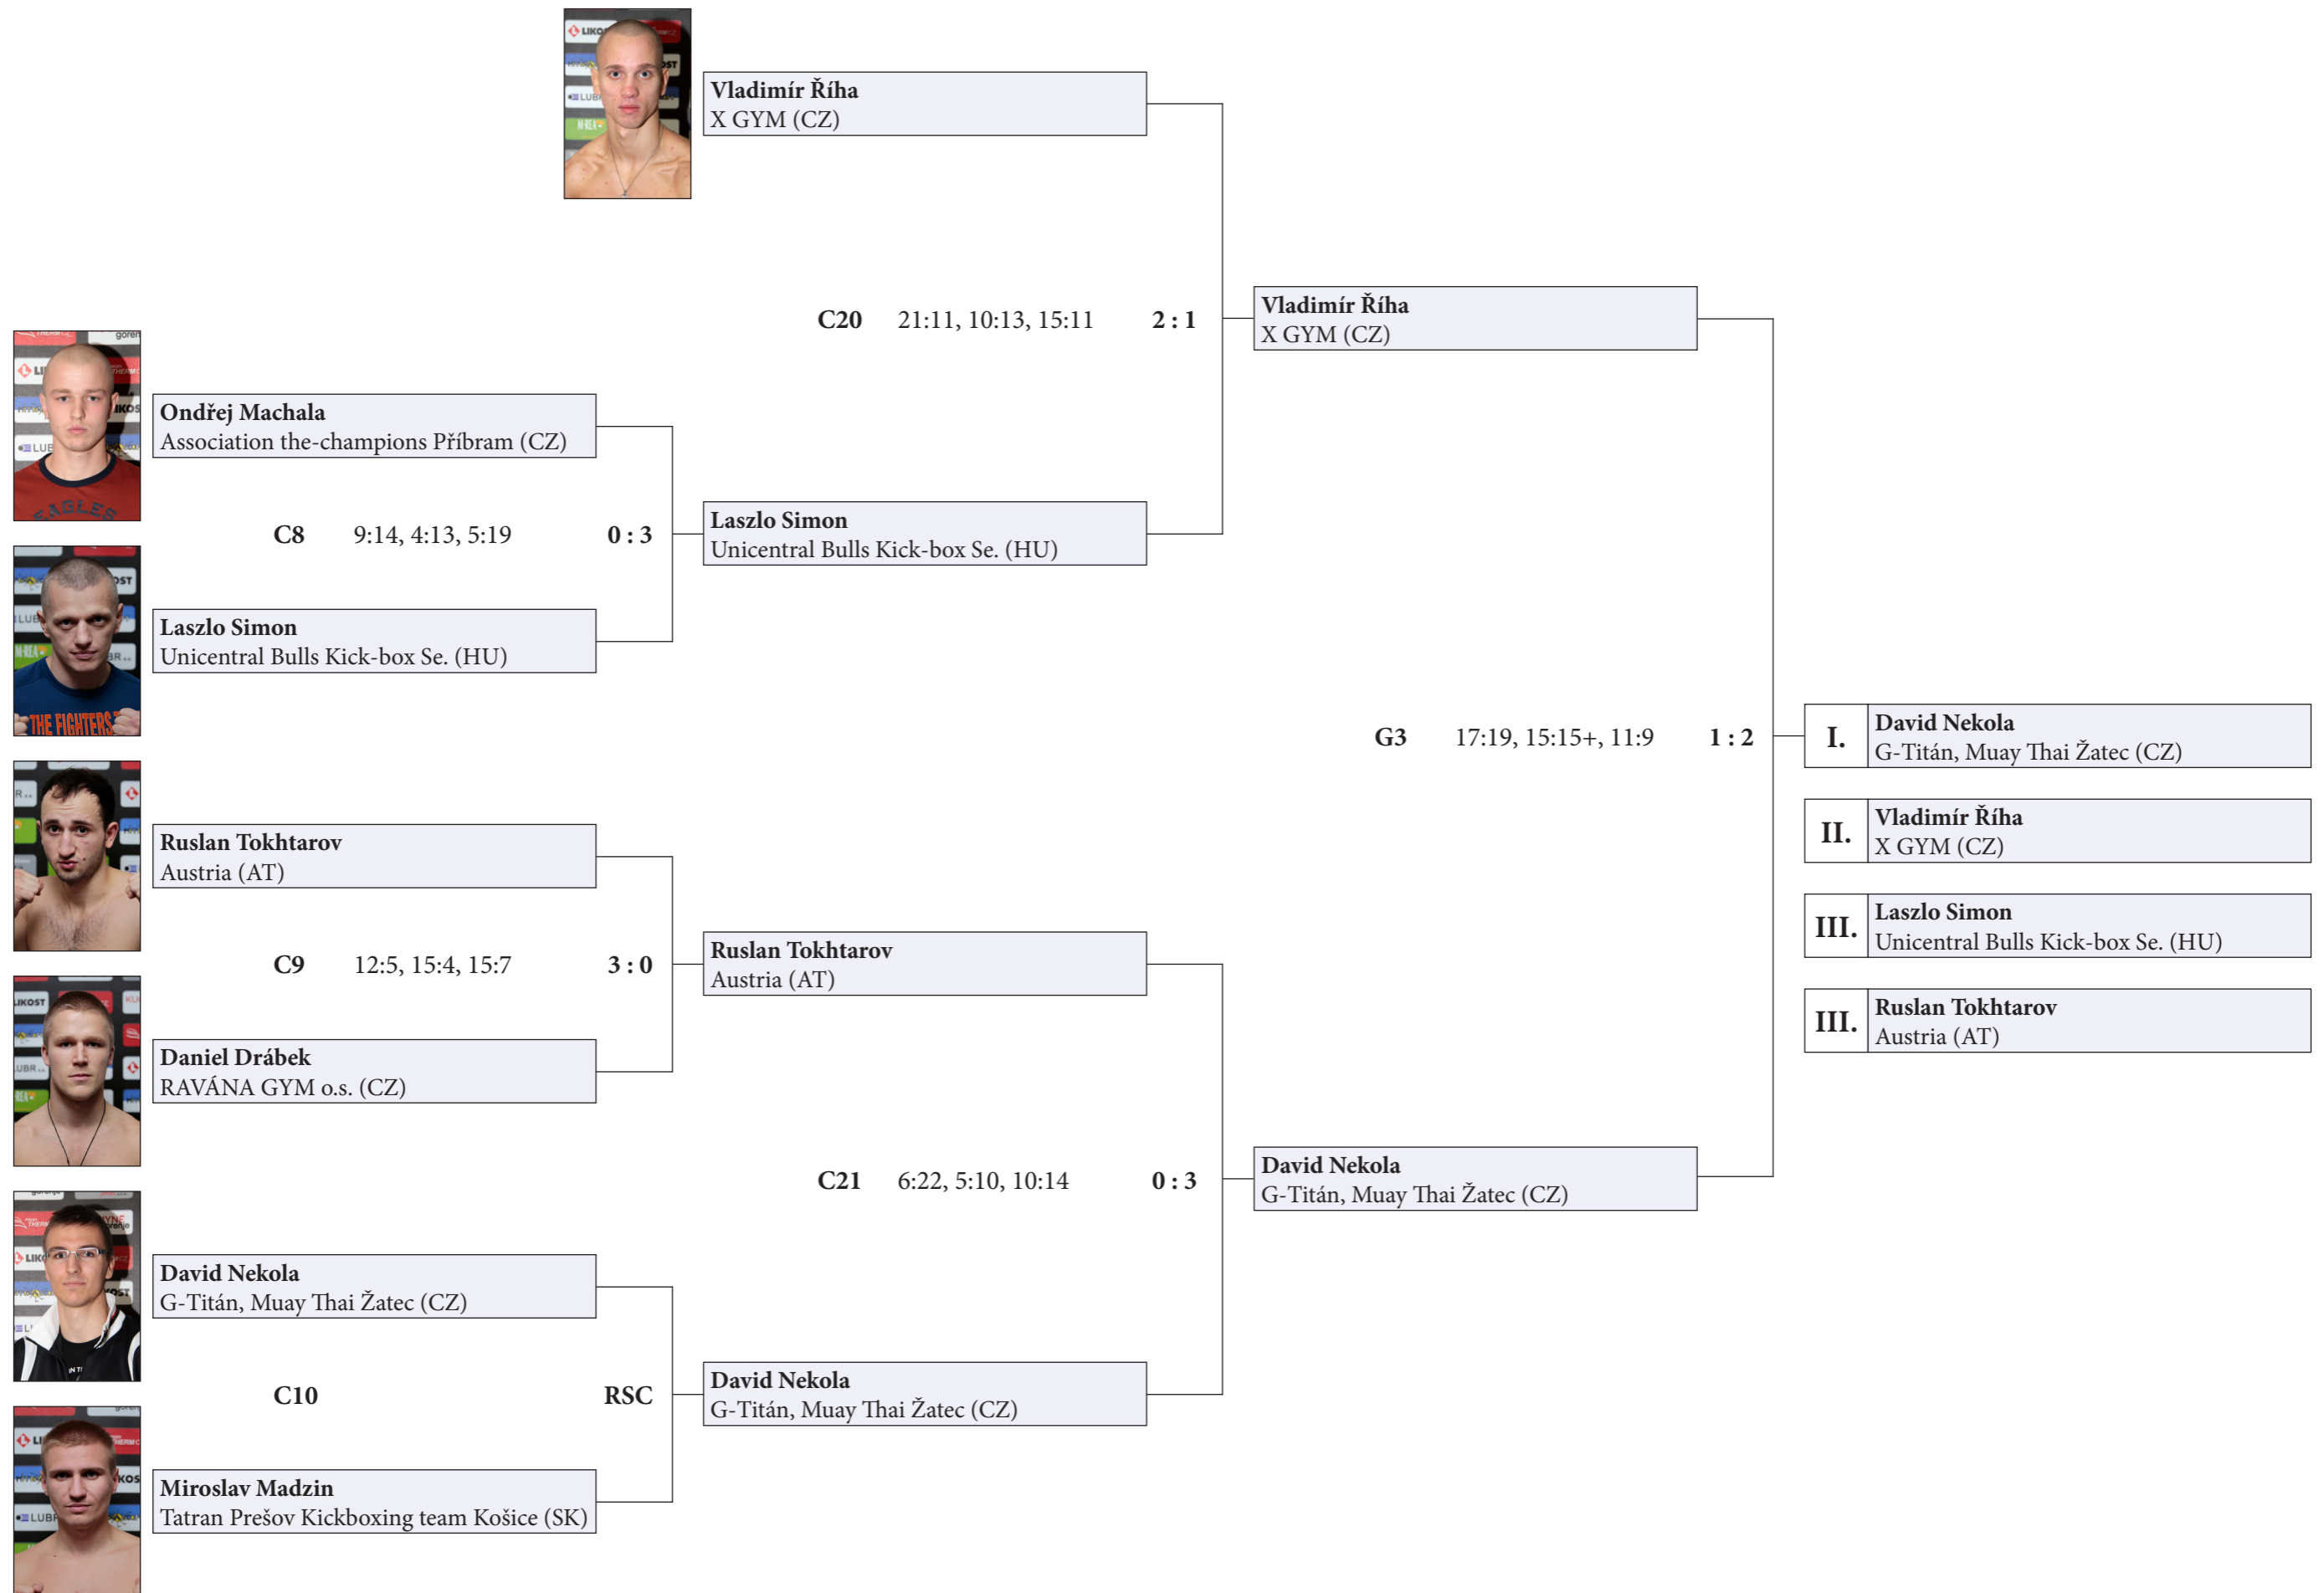 Vladimír Říha
X GYM (CZ)
C20 21:11, 10:13, 15:11 2 : 1
Vladimír Říha
X GYM (CZ)
Ondřej Machala
Association the-champions Příbram (CZ)
C8 9:14, 4:13, 5:19 0 : 3
Laszlo Simon
Unicentral Bulls Kick-box Se. (HU)
Laszlo Simon
Unicentral Bulls Kick-box Se. (HU)
THE FIGHTERS
EAGLES
G3 17:19, 15:15+, 11:9 1 : 2
I. David Nekola
G-Titán, Muay Thai Žatec (CZ)
II. Vladimír Říha
X GYM (CZ)
III. Laszlo Simon
Unicentral Bulls Kick-box Se. (HU)
III. Ruslan Tokhtarov
Austria (AT)
Ruslan Tokhtarov
Austria (AT)
C9 12:5, 15:4, 15:7 3 : 0
Ruslan Tokhtarov
Austria (AT)
Daniel Drábek
RAVÁNA GYM o.s. (CZ)
C21 6:22, 5:10, 10:14 0 : 3
David Nekola
G-Titán, Muay Thai Žatec (CZ)
David Nekola
G-Titán, Muay Thai Žatec (CZ)
C10 RSC
David Nekola
G-Titán, Muay Thai Žatec (CZ)
Miroslav Madzin
Tatran Prešov Kickboxing team Košice (SK)